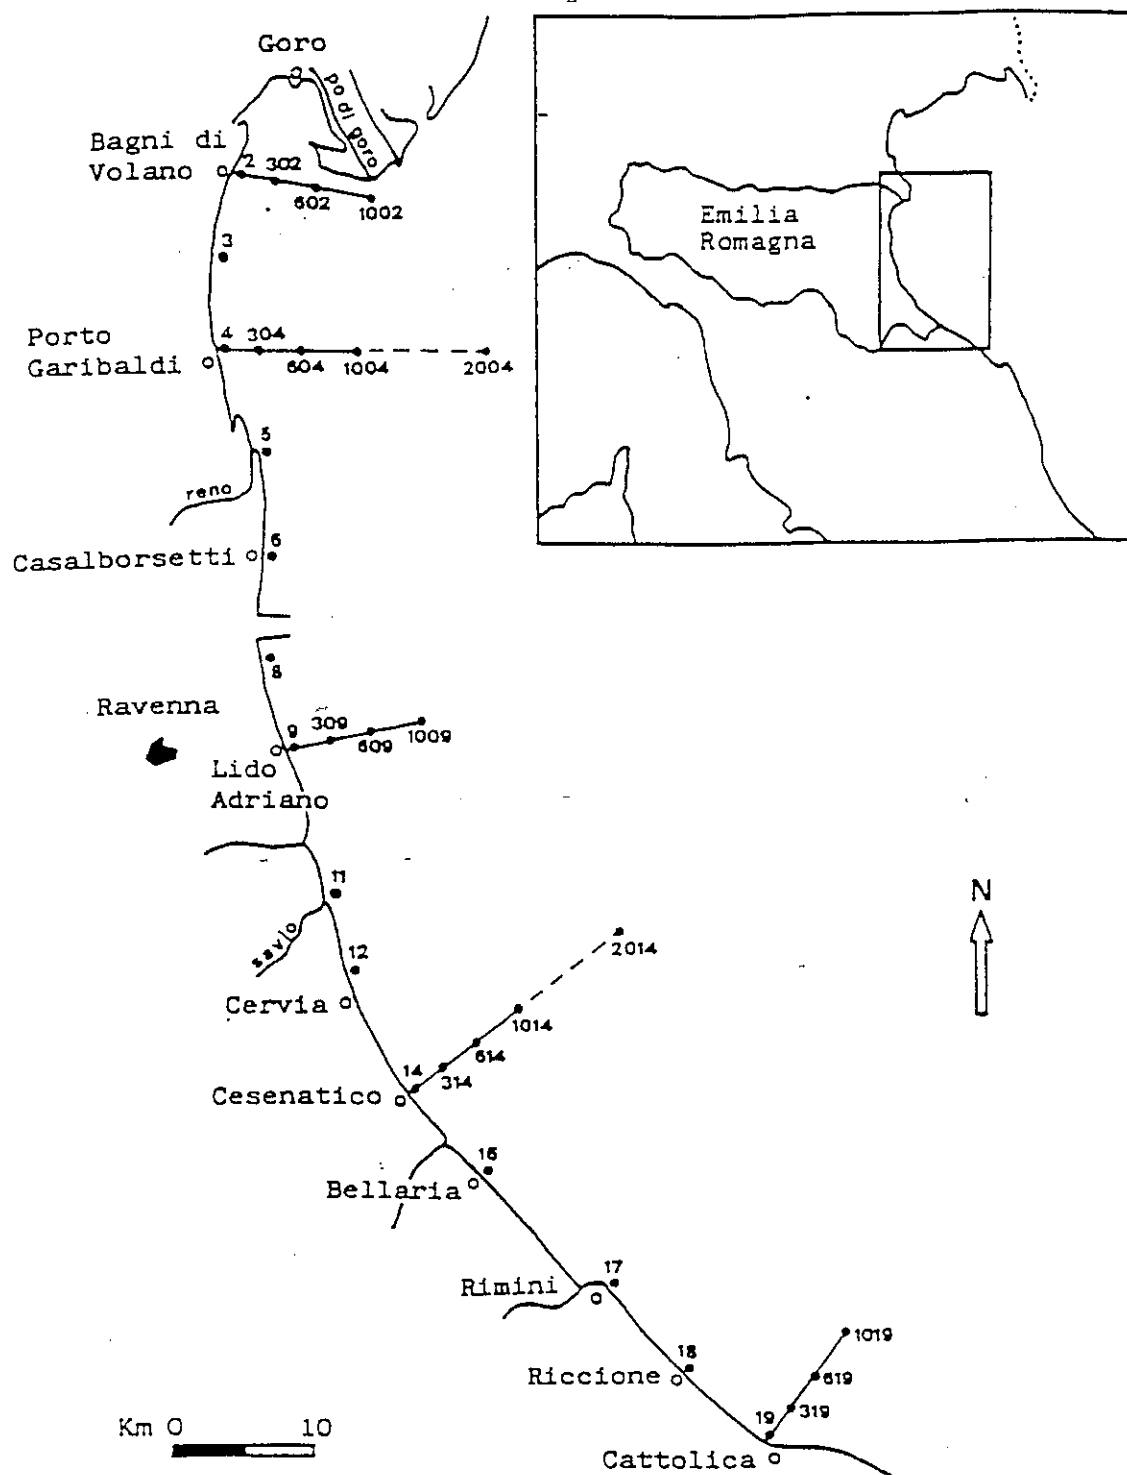 Goro
po di goro
Bagni di
Volano
2
302
602
1002
3
Porto
Garibaldi
4
304
604
1004
2004
5
reno
Casalborsetti
6
8
Ravenna
9
309
609
1009
Lido
Adriano
11
savio
12
Cervia
2014
1014
614
314
14
Cesenatico
16
Bellaria
17
Rimini
18
Riccione
1019
619
319
19
Cattolica
Km 0 10
N
Emilia
Romagna